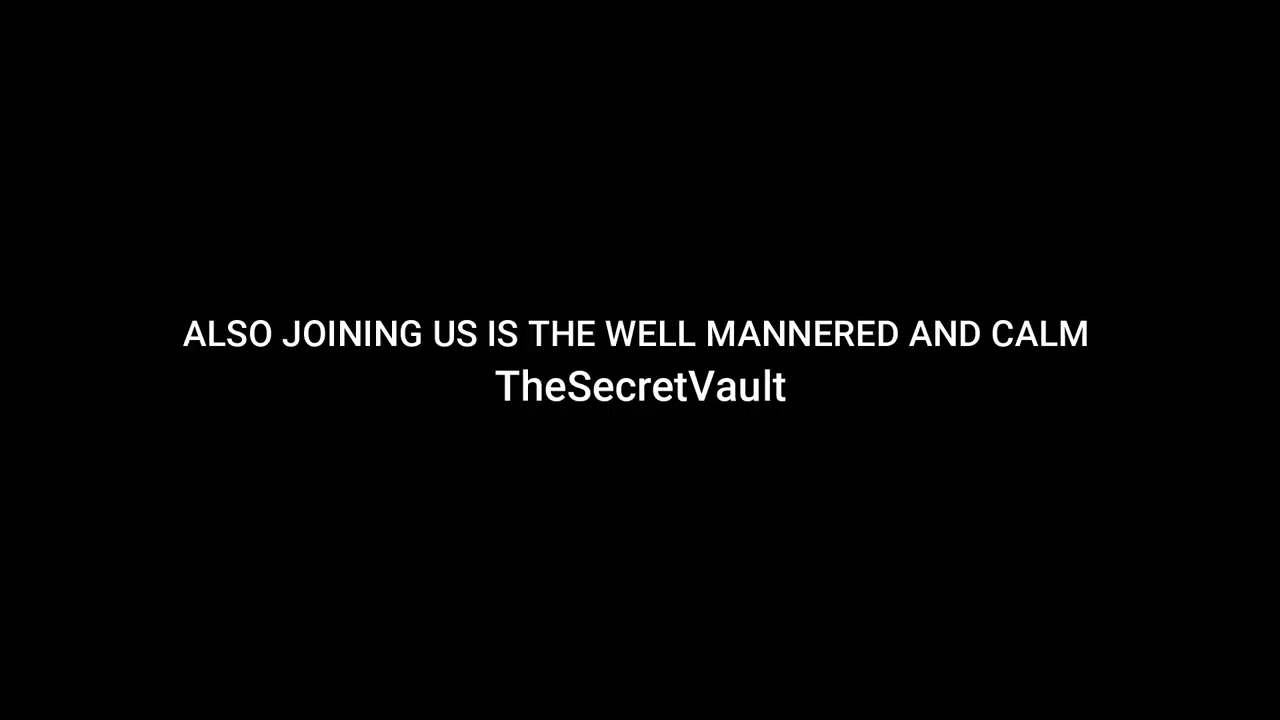 ALSO JOINING US IS THE WELL MANNERED AND CALM
TheSecretVault